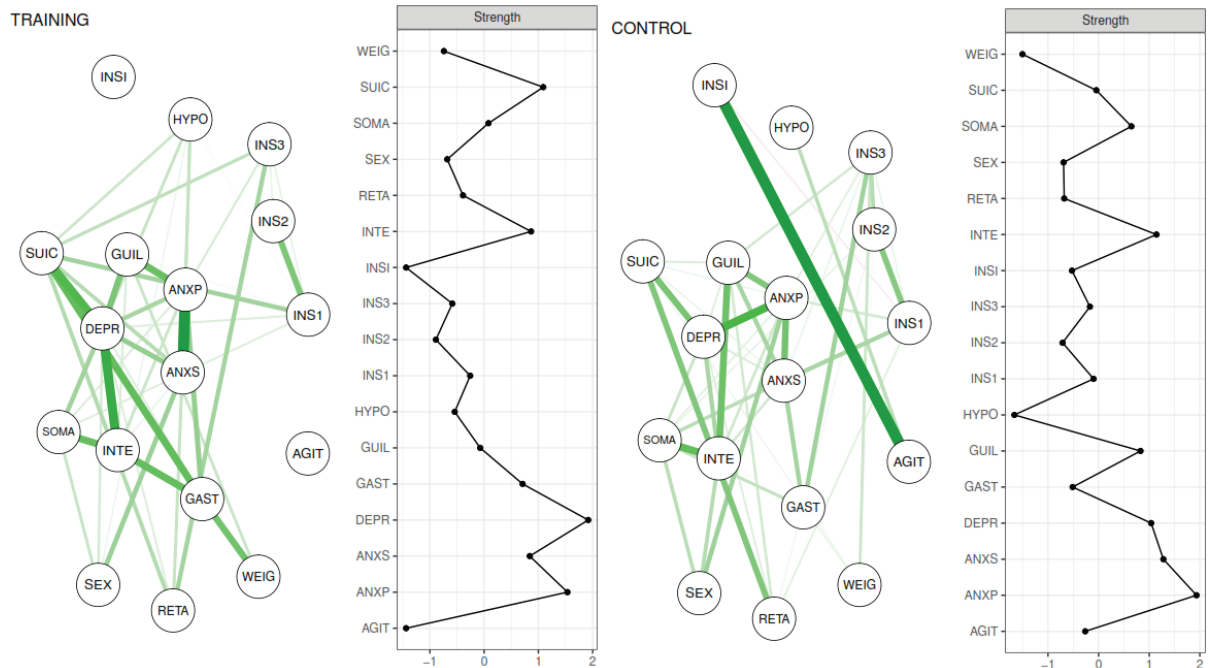 TRAINING
INSI
HYPO
INS3
INS2
SUIC
GUIL
ANXP
INS1
DEPR
ANXS
SOMA
INTE
AGIT
GAST
SEX
WEIG
RETA
Strength
WEIG
SUIC
SOMA
SEX
RETA
INTE
INSI
INS3
INS2
INS1
HYPO
GUIL
GAST
DEPR
ANXS
ANXP
AGIT
−1 0 1 2
CONTROL
INSI
HYPO
INS3
INS2
SUIC
GUIL
ANXP
INS1
DEPR
ANXS
SOMA
INTE
AGIT
GAST
SEX
WEIG
RETA
Strength
WEIG
SUIC
SOMA
SEX
RETA
INTE
INSI
INS3
INS2
INS1
HYPO
GUIL
GAST
DEPR
ANXS
ANXP
AGIT
−1 0 1 2